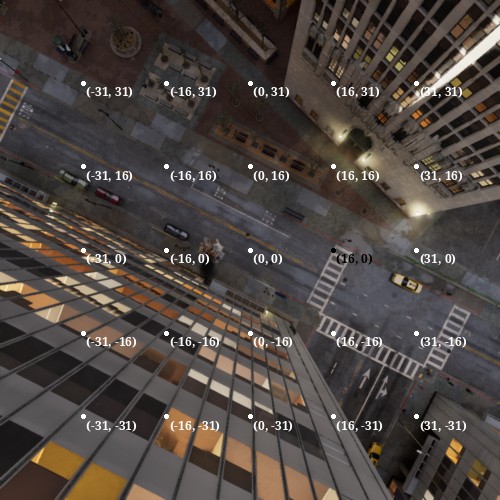 (-31, 31) (-16, 31) (0, 31) (16, 31) (31, 31)
(-31, 16) (-16, 16) (0, 16) (16, 16) (31, 16)
(-31, 0) (-16, 0) (0, 0) (16, 0) (31, 0)
(-31, -16) (-16, -16) (0, -16) (16, -16) (31, -16)
(-31, -31) (-16, -31) (0, -31) (16, -31) (31, -31)